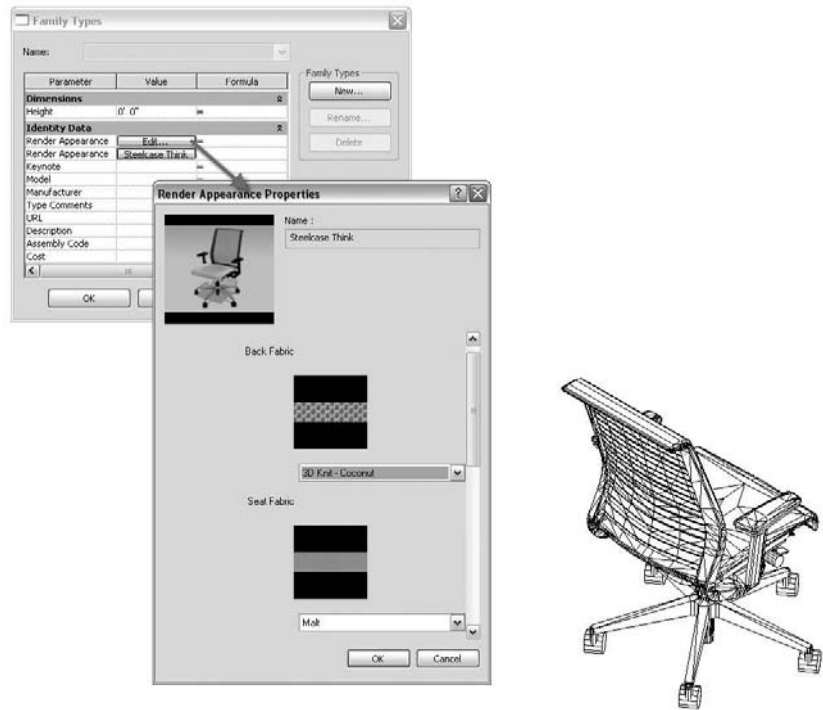 Family Types
Name:
Parameter Value Formula
Dimensions
Height 0' 0" =
Identity Data
Render Appearance Edit... =
Render Appearance Steelcase Think
Keynote =
Model =
Manufacturer
Type Comments
URL
Description
Assembly Code
Cost
OK
Family Types
New...
Rename...
Delete
Render Appearance Properties
Name :
Steelcase Think
Back Fabric
3D Knit - Coconut
Seat Fabric
Malt
OK Cancel